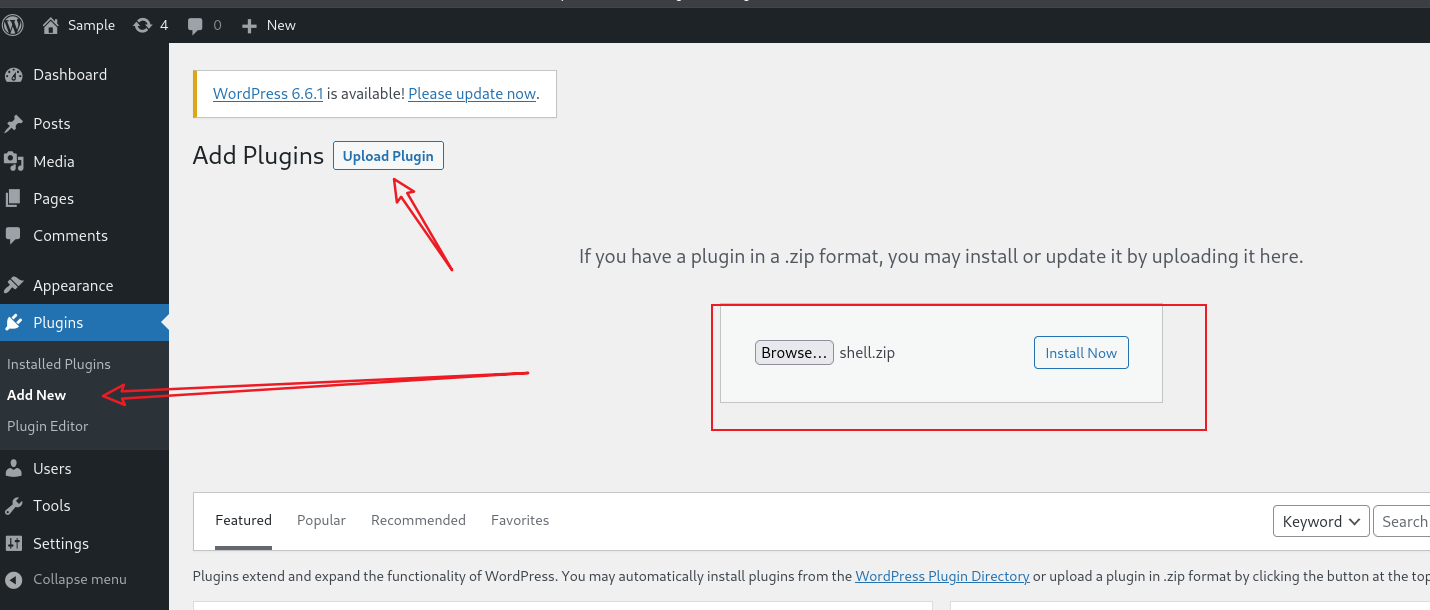 Sample 4 0 New
Dashboard
WordPress 6.6.1 is available! Please update now.
Posts
Add Plugins Upload Plugin
Media
Pages
Comments
If you have a plugin in a .zip format, you may install or update it by uploading it here.
Appearance
Plugins
Browse... shell.zip Install Now
Installed Plugins
Add New
Plugin Editor
Users
Tools
Featured Popular Recommended Favorites Keyword Search
Settings
Collapse menu
Plugins extend and expand the functionality of WordPress. You may automatically install plugins from the WordPress Plugin Directory or upload a plugin in .zip format by clicking the button at the top